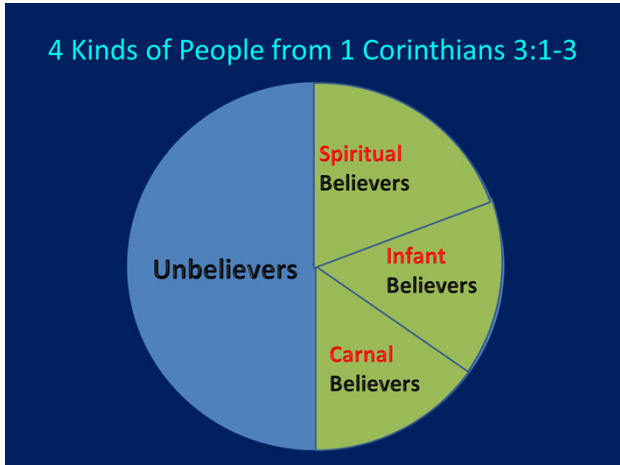 4 Kinds of People from 1 Corinthians 3:1-3
Spiritual
Believers
Unbelievers
Infant
Believers
Carnal
Believers